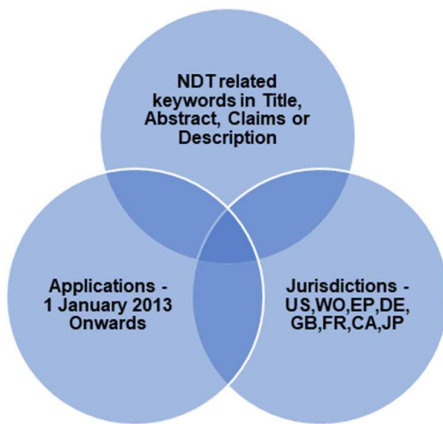 NDT related
keywords in Title,
Abstract, Claims or
Description
Applications -
1 January 2013
Onwards
Jurisdictions -
US,WO,EP,DE,
GB,FR,CA,JP